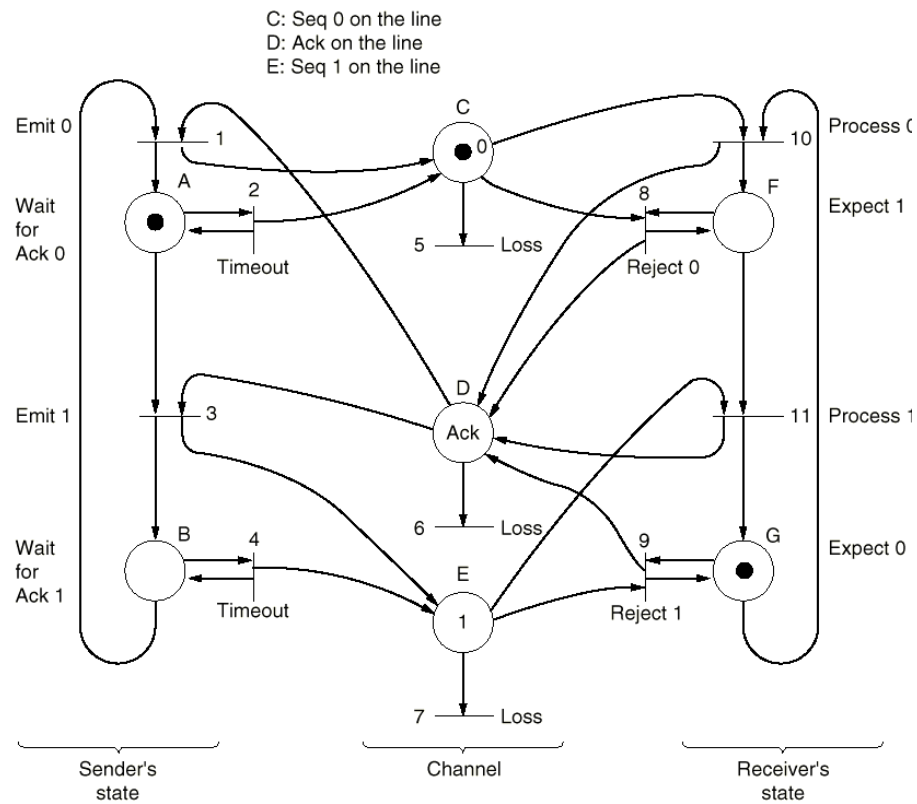 C: Seq 0 on the line
D: Ack on the line
E: Seq 1 on the line
C
Emit 0
1
0
10
Process 0
A
2
8
F
Wait
for
Ack 0
Expect 1
5
Loss
Timeout
Reject 0
D
Emit 1
3
Ack
11
Process 1
6
Loss
B
4
9
G
Wait
for
Ack 1
Expect 0
E
Timeout
1
Reject 1
7
Loss
Sender's
state
Channel
Receiver's
state